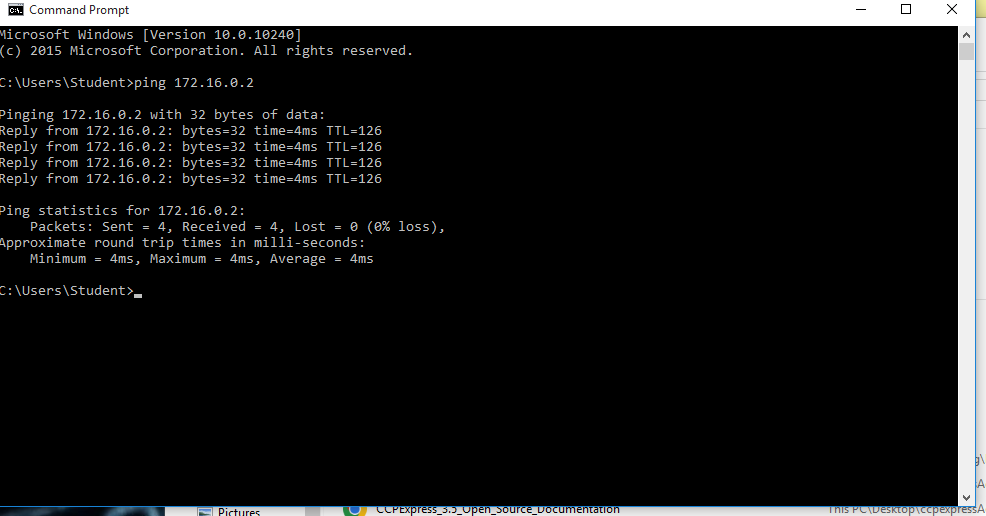 Command Prompt
Microsoft Windows [Version 10.0.10240]
(c) 2015 Microsoft Corporation. All rights reserved.
C:\Users\Student>ping 172.16.0.2
Pinging 172.16.0.2 with 32 bytes of data:
Reply from 172.16.0.2: bytes=32 time=4ms TTL=126
Reply from 172.16.0.2: bytes=32 time=4ms TTL=126
Reply from 172.16.0.2: bytes=32 time=4ms TTL=126
Reply from 172.16.0.2: bytes=32 time=4ms TTL=126
Ping statistics for 172.16.0.2:
Packets: Sent = 4, Received = 4, Lost = 0 (0% loss),
Approximate round trip times in milli-seconds:
Minimum = 4ms, Maximum = 4ms, Average = 4ms
C:\Users\Student>
Pictures CCPExpress_3.5_Open_Source_Documentation This PC\Desktop\ccpexpressA